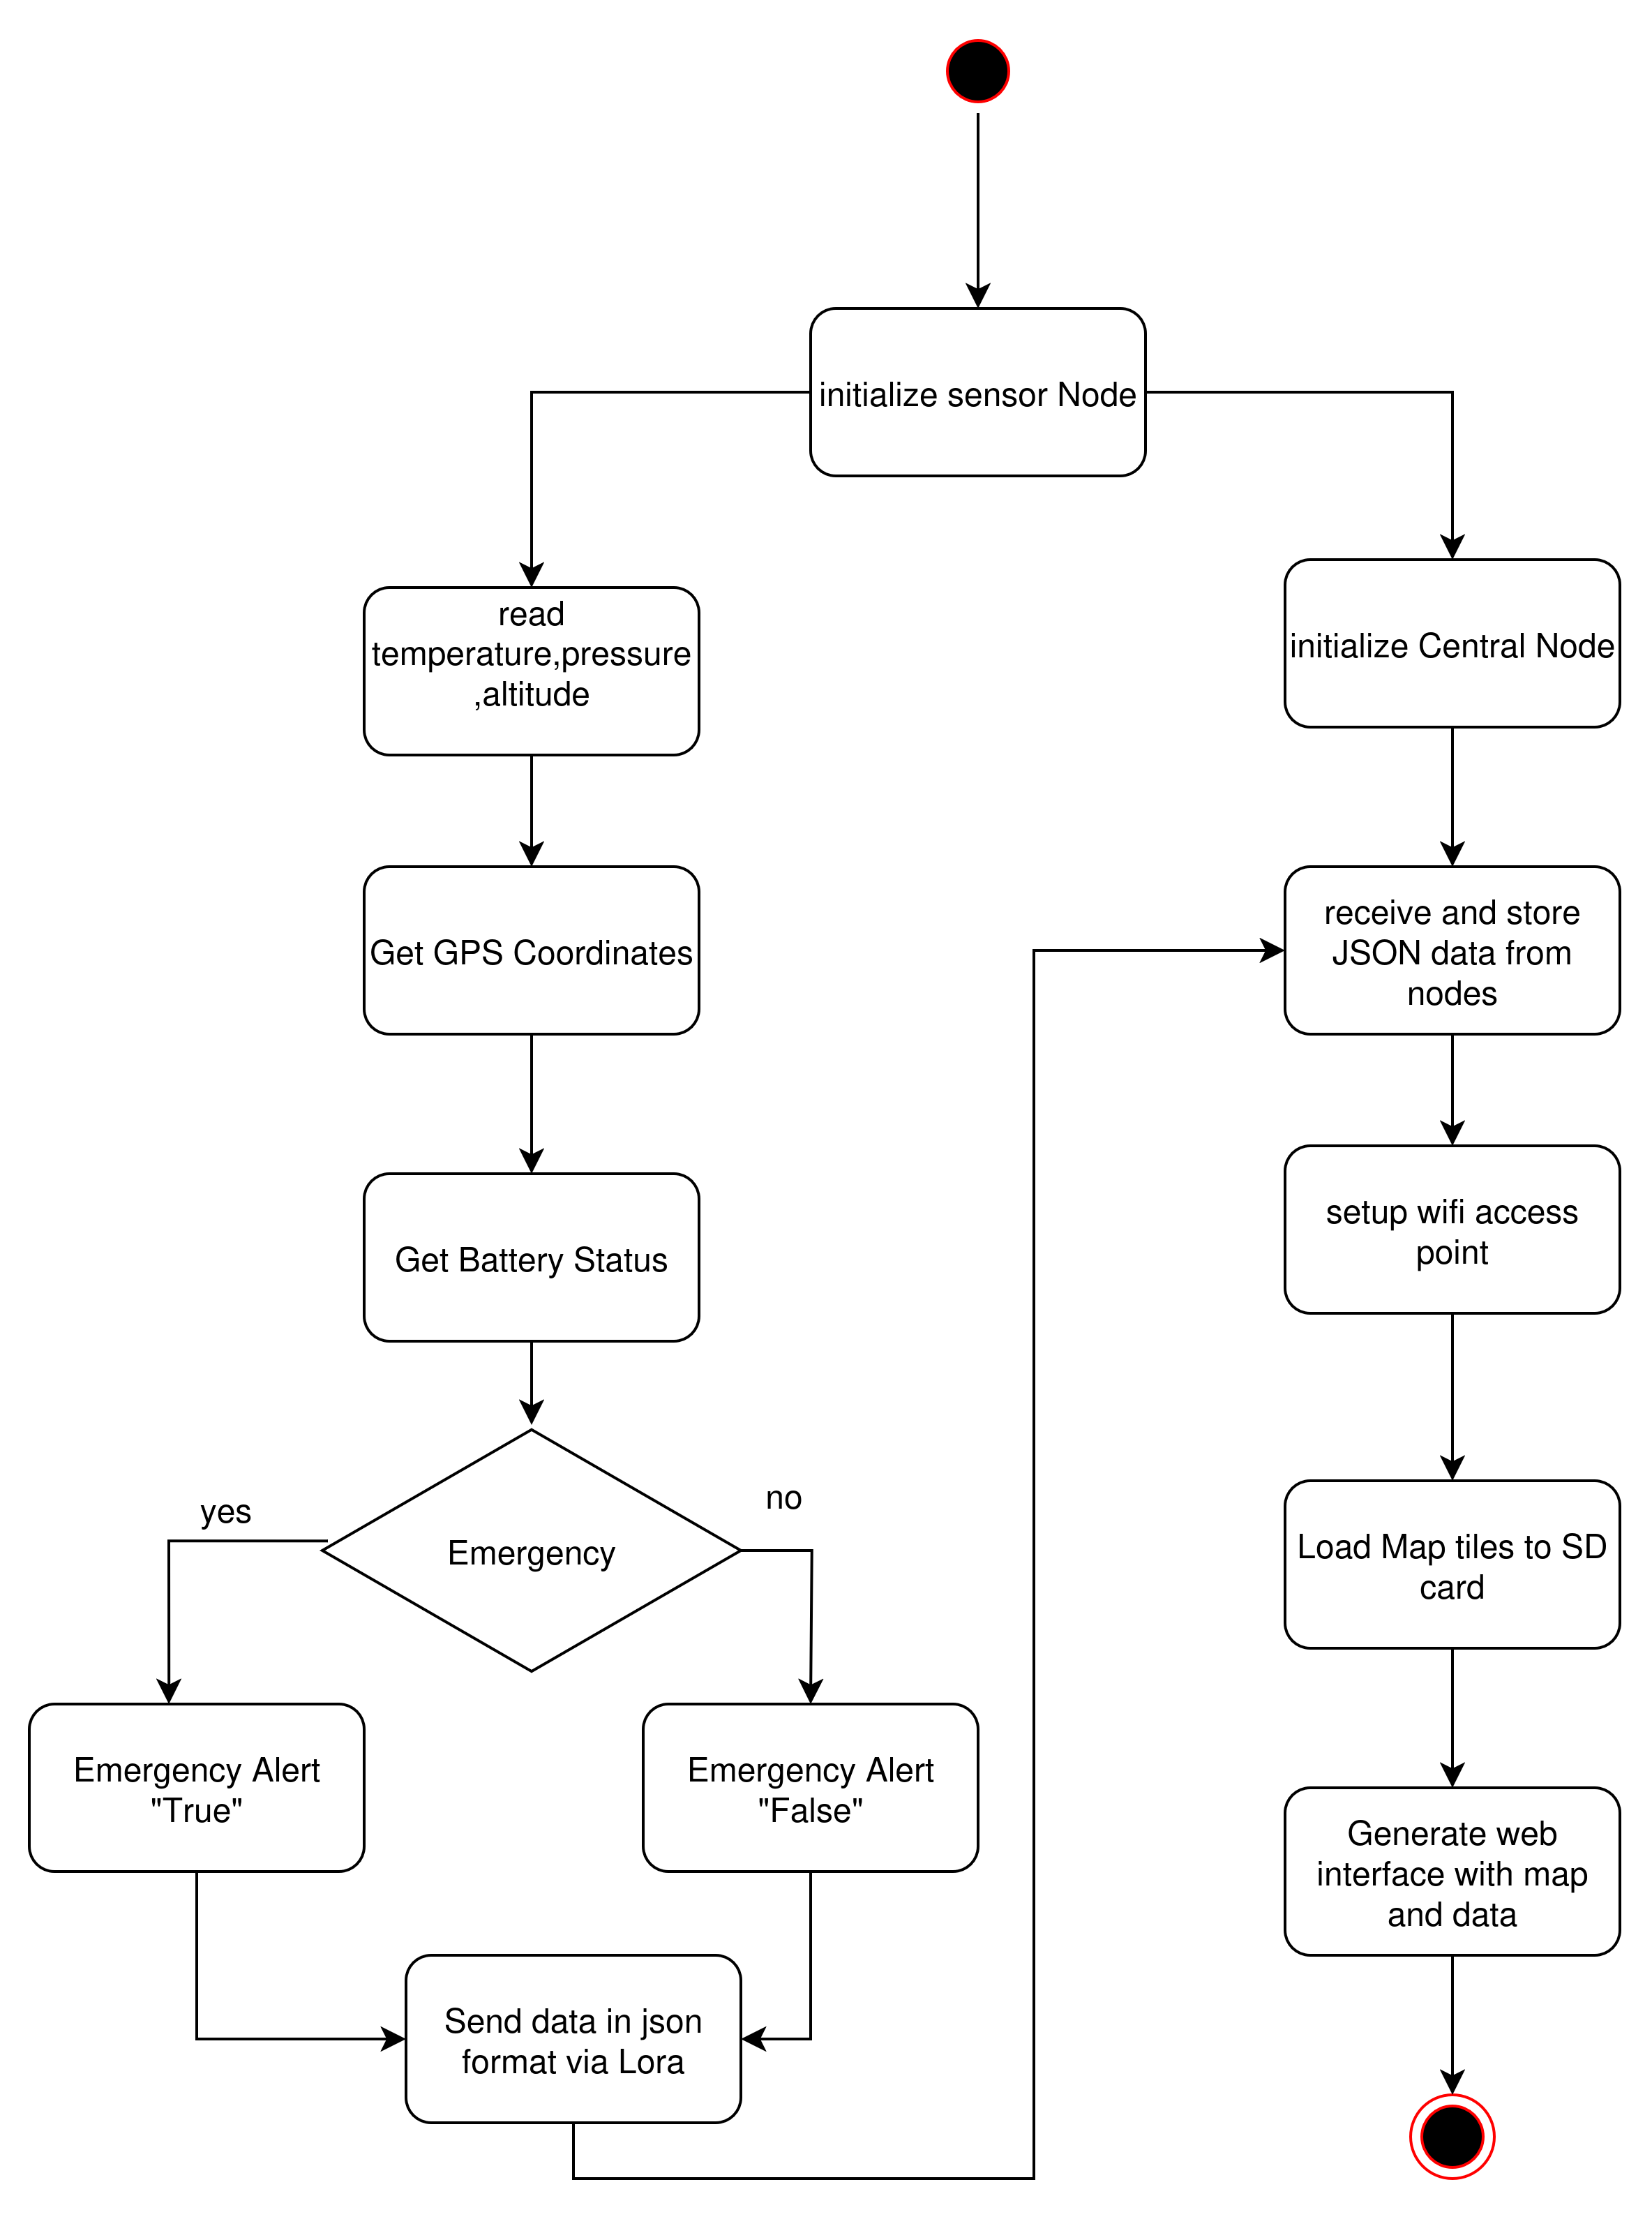 initialize sensor Node
read
temperature,pressure
,altitude
initialize Central Node
Get GPS Coordinates
receive and store
JSON data from
nodes
Get Battery Status
setup wifi access
point
yes
no
Emergency
Load Map tiles to SD
card
Emergency Alert
"True"
Emergency Alert
"False"
Generate web
interface with map
and data
Send data in json
format via Lora